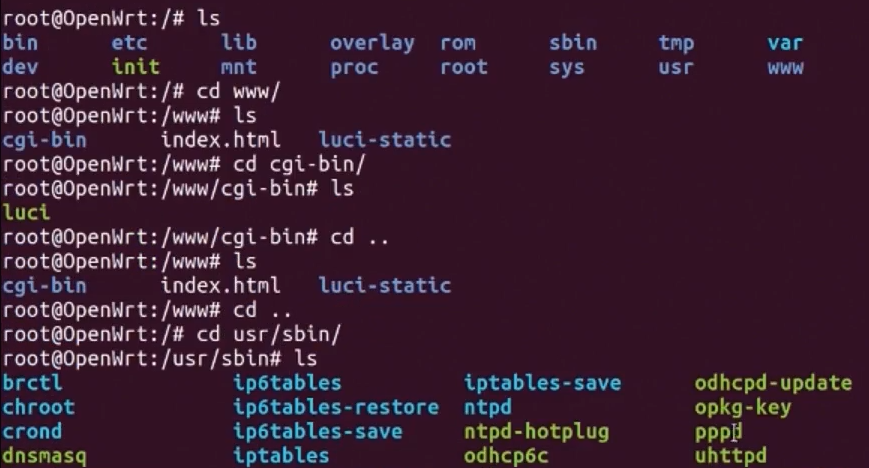 root@OpenWrt:/# ls
bin etc lib overlay rom sbin tmp var
dev init mnt proc root sys usr www
root@OpenWrt:/# cd www/
root@OpenWrt:/www# ls
cgi-bin index.html luci-static
root@OpenWrt:/www# cd cgi-bin/
root@OpenWrt:/www/cgi-bin# ls
luci
root@OpenWrt:/www/cgi-bin# cd ..
root@OpenWrt:/www# ls
cgi-bin index.html luci-static
root@OpenWrt:/www# cd ..
root@OpenWrt:/# cd usr/sbin/
root@OpenWrt:/usr/sbin# ls
brctl ip6tables iptables-save odhcpd-update
chroot ip6tables-restore ntpd opkg-key
crond ip6tables-save ntpd-hotplug pppd
dnsmasq iptables odhcp6c uhttpd